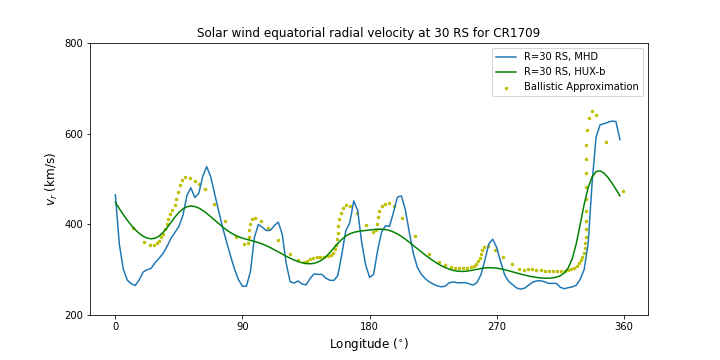 Solar wind equatorial radial velocity at 30 RS for CR1709
R=30 RS, MHD
R=30 RS, HUX-b
Ballistic Approximation
800
600
400
200
v_r (km/s)
0 90 180 270 360
Longitude (°)